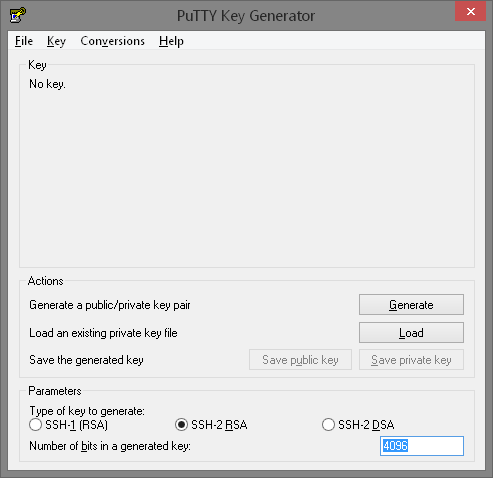 PuTTY Key Generator
File Key Conversions Help
Key
No key.
Actions
Generate a public/private key pair Generate
Load an existing private key file Load
Save the generated key Save public key Save private key
Parameters
Type of key to generate:
SSH-1 (RSA) SSH-2 RSA SSH-2 DSA
Number of bits in a generated key: 4096